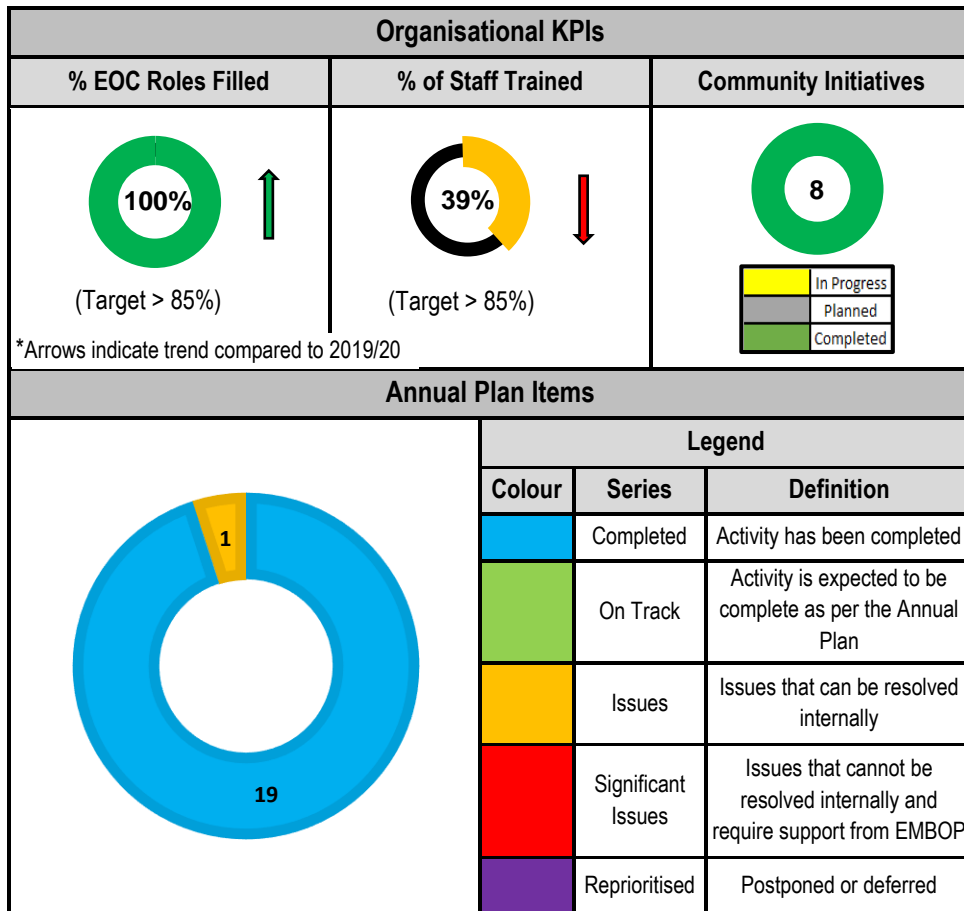 Organisational KPIs
% EOC Roles Filled
% of Staff Trained
Community Initiatives
100%
(Target > 85%)
39%
(Target > 85%)
8
In Progress
Planned
Completed
*Arrows indicate trend compared to 2019/20
Annual Plan Items
1
19
Legend
Colour
Series
Definition
Completed
Activity has been completed
On Track
Activity is expected to be
complete as per the Annual
Plan
Issues
Issues that can be resolved
internally
Significant
Issues
Issues that cannot be
resolved internally and
require support from EMBOP
Reprioritised
Postponed or deferred